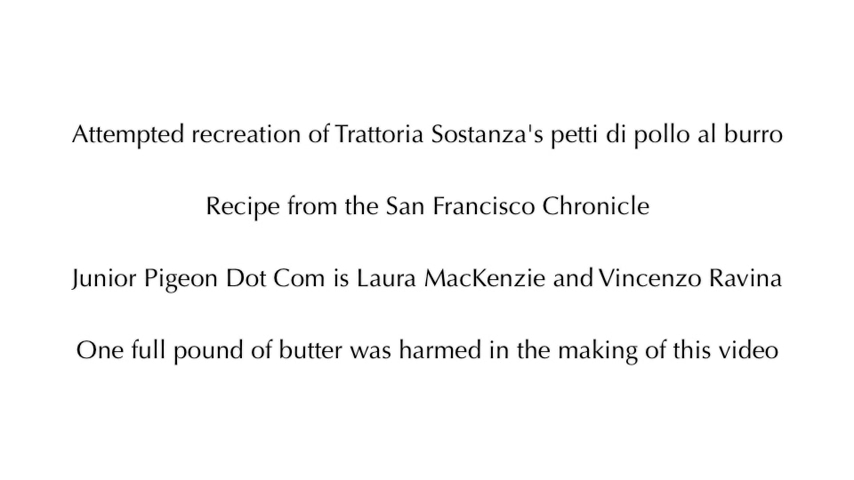 Attempted recreation of Trattoria Sostanza's petti di pollo al burro
Recipe from the San Francisco Chronicle
Junior Pigeon Dot Com is Laura MacKenzie and Vincenzo Ravina
One full pound of butter was harmed in the making of this video